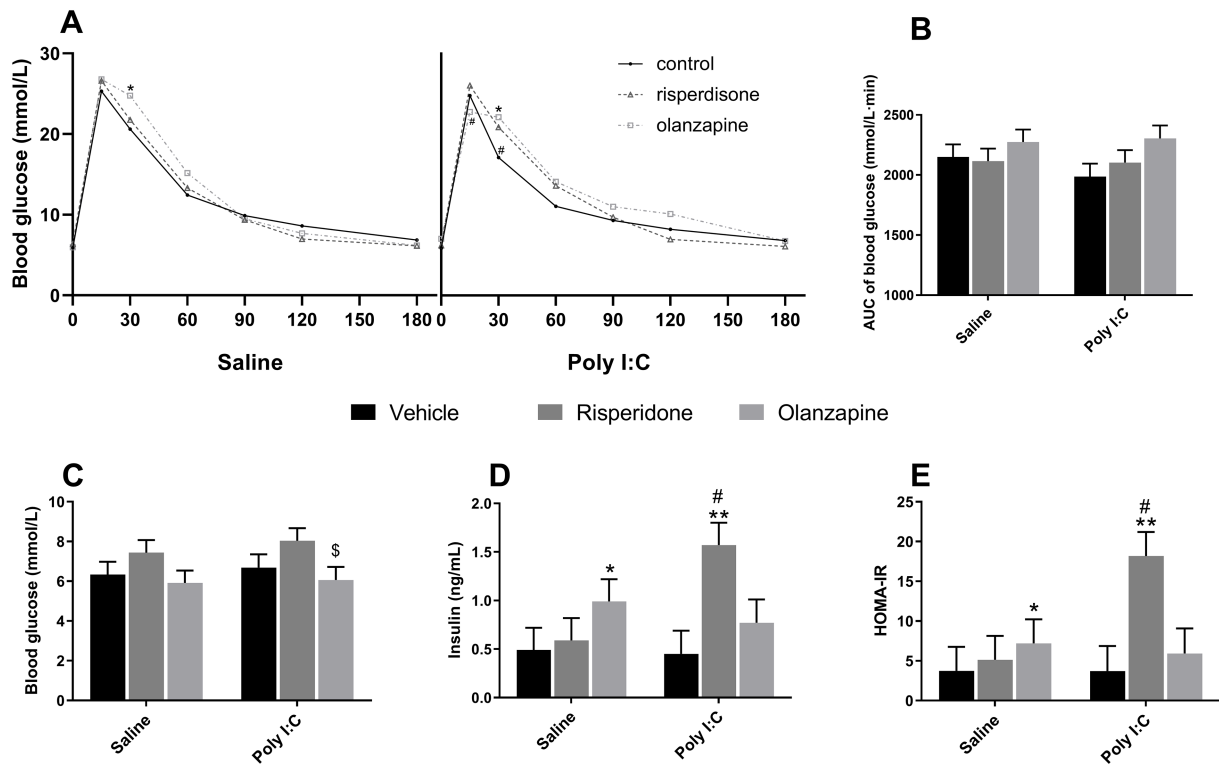 A
Blood glucose (mmol/L)
30
20
10
0
*
*
#
#
control
risperdisone
olanzapine
0 30 60 90 120 150 180
0 30 60 90 120 150 180
Saline
Poly I:C
B
AUC of blood glucose (mmol/L·min)
2500
2000
1500
1000
Saline
Poly I:C
Vehicle Risperidone Olanzapine
C
Blood glucose (mmol/L)
10
8
6
4
2
0
$
Saline
Poly I:C
D
Insulin (ng/mL)
2.0
1.5
1.0
0.5
0.0
*
#
**
Saline
Poly I:C
E
HOMA-IR
25
20
15
10
5
0
*
#
**
Saline
Poly I:C